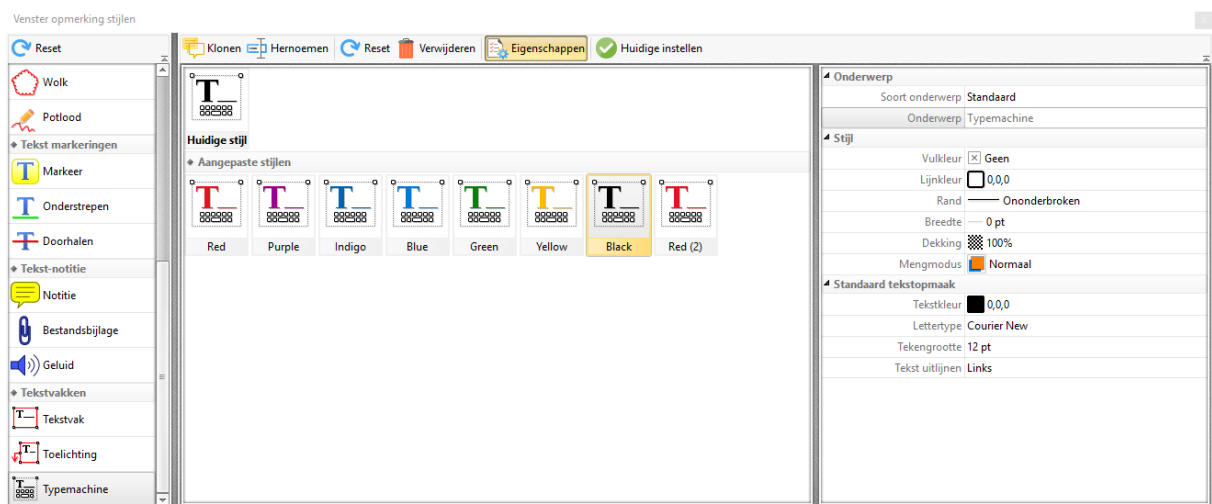 Venster opmerking stijlen
Reset
Klonen Hernoemen Reset Verwijderen Eigenschappen Huidige instellen
Wolk
Potlood
Tekst markeringen
Markeer
Onderstrepen
Doorhalen
Tekst-notitie
Notitie
Bestandsbijlage
Geluid
Tekstvakken
Tekstvak
Toelichting
Typemachine
Huidige stijl
Aangepaste stijlen
Red Purple Indigo Blue Green Yellow Black Red (2)
Onderwerp
Soort onderwerp Standaard
Onderwerp Typemachine
Stijl
Vulkleur Geen
Lijnkleur 0,0,0
Rand Ononderbroken
Breedte 0 pt
Dekking 100%
Mengmodus Normaal
Standaard tekstopmaak
Tekstkleur 0,0,0
Lettertype Courier New
Tekengrootte 12 pt
Tekst uitlijnen Links